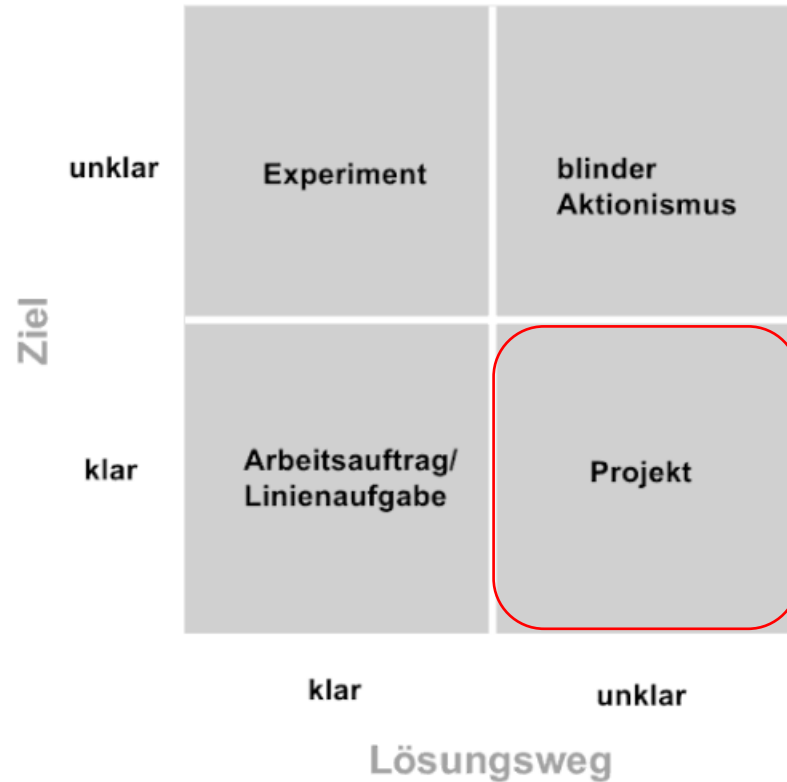 unklar
Experiment
blinder
Aktionismus
Ziel
klar
Arbeitsauftrag/
Linienaufgabe
Projekt
klar
unklar
Lösungsweg